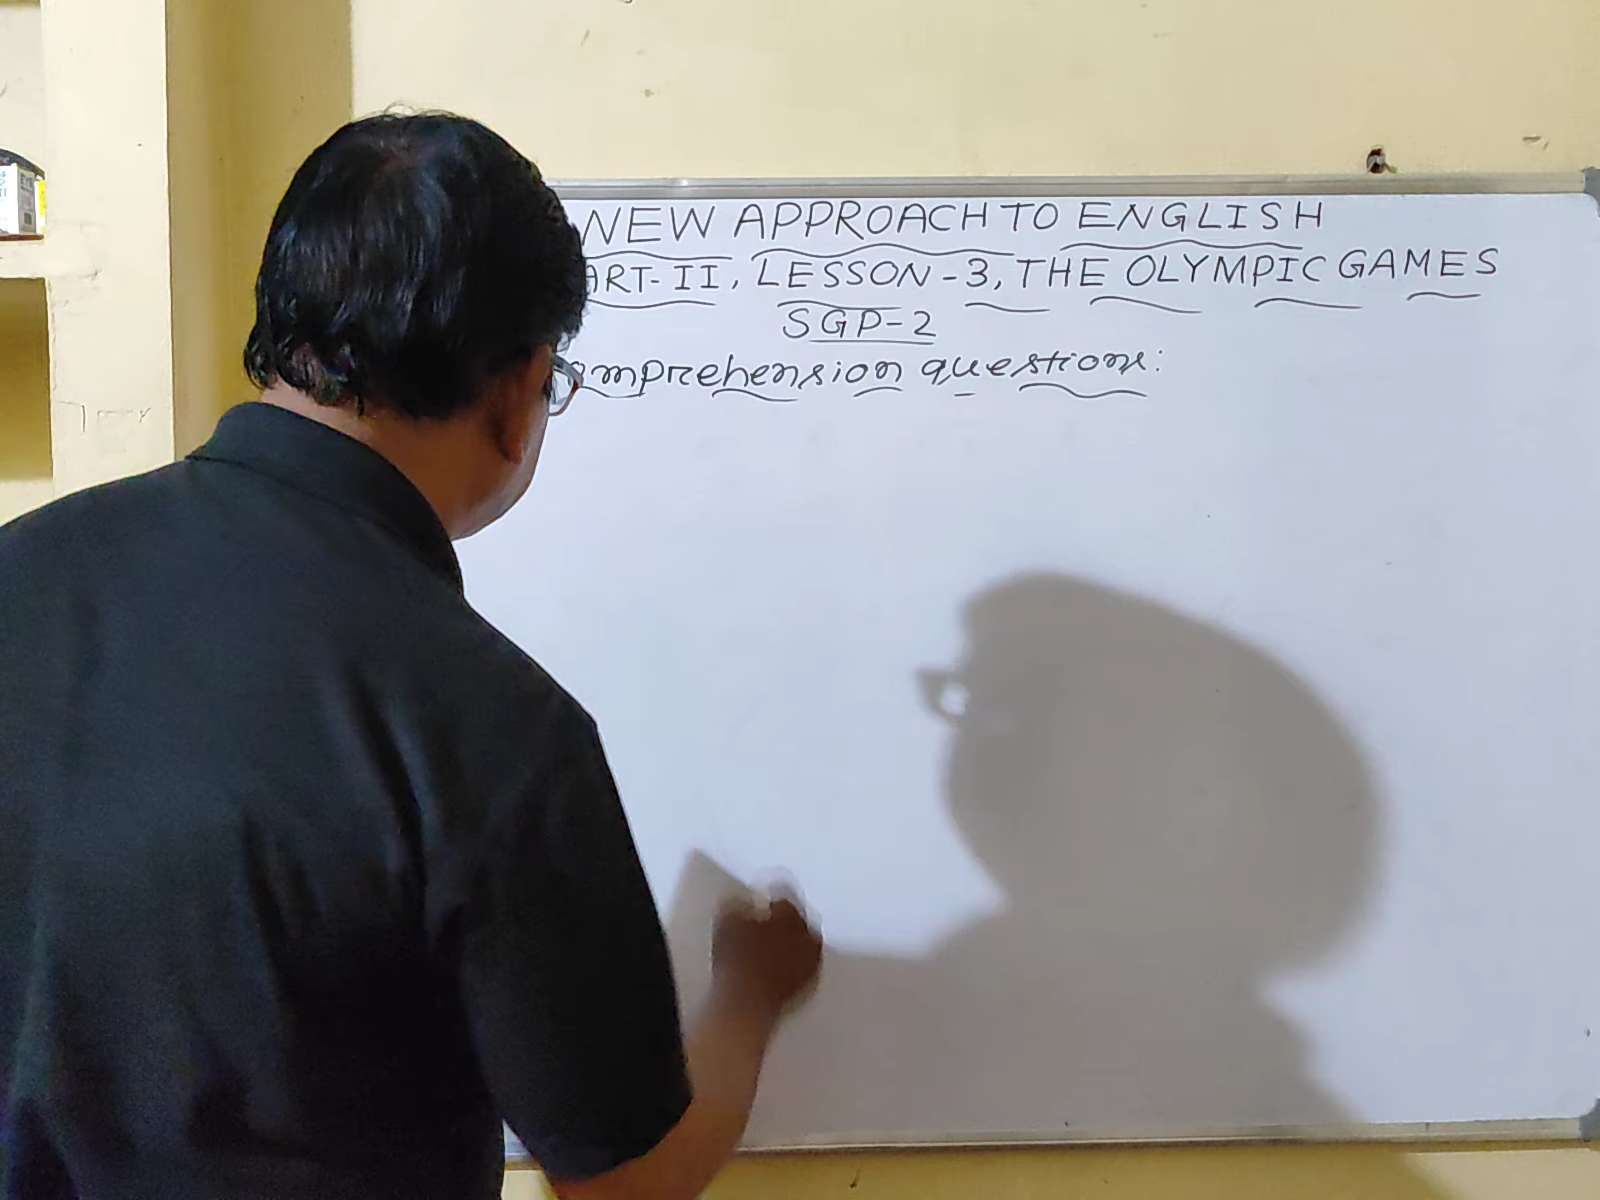 NEW APPROACH TO ENGLISH
ART-II, LESSON-3, THE OLYMPIC GAMES
SGP-2
omprehension questions: